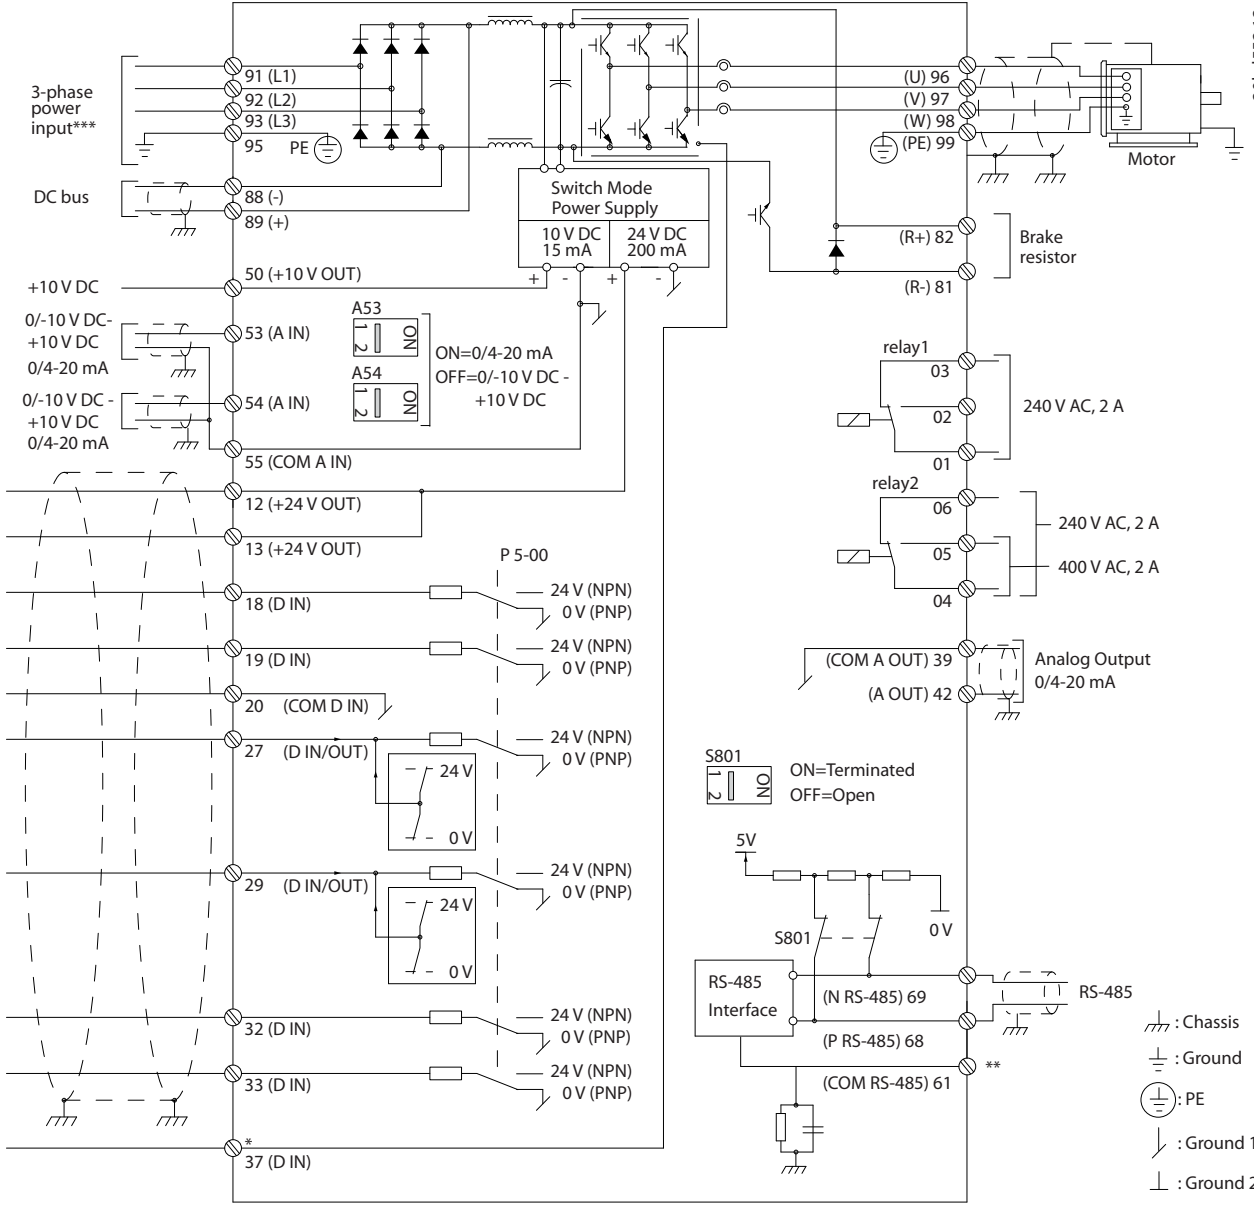 3-phase
power
input***
91 (L1)
92 (L2)
93 (L3)
95
PE
DC bus
88 (-)
89 (+)
Switch Mode
Power Supply
10 V DC
15 mA
24 V DC
200 mA
+ - + -
(U) 96
(V) 97
(W) 98
(PE) 99
Motor
(R+) 82
(R-) 81
Brake
resistor
+10 V DC
50 (+10 V OUT)
0/-10 V DC-
+10 V DC
0/4-20 mA
53 (A IN)
0/-10 V DC -
+10 V DC
0/4-20 mA
54 (A IN)
55 (COM A IN)
A53
1 2 ON
A54
1 2 ON
ON=0/4-20 mA
OFF=0/-10 V DC -
+10 V DC
relay1
03
02
01
240 V AC, 2 A
relay2
06
05
04
240 V AC, 2 A
400 V AC, 2 A
12 (+24 V OUT)
13 (+24 V OUT)
P 5-00
18 (D IN)
24 V (NPN)
0 V (PNP)
19 (D IN)
24 V (NPN)
0 V (PNP)
20 (COM D IN)
27 (D IN/OUT)
24 V (NPN)
0 V (PNP)
24 V
0 V
29 (D IN/OUT)
24 V (NPN)
0 V (PNP)
24 V
0 V
32 (D IN)
24 V (NPN)
0 V (PNP)
33 (D IN)
24 V (NPN)
0 V (PNP)
*
37 (D IN)
(COM A OUT) 39
(A OUT) 42
Analog Output
0/4-20 mA
S801
1 2 ON
ON=Terminated
OFF=Open
5V
S801
0 V
RS-485
Interface
(N RS-485) 69
(P RS-485) 68
(COM RS-485) 61
RS-485
**
: Chassis
: Ground
: PE
: Ground 1
: Ground 2